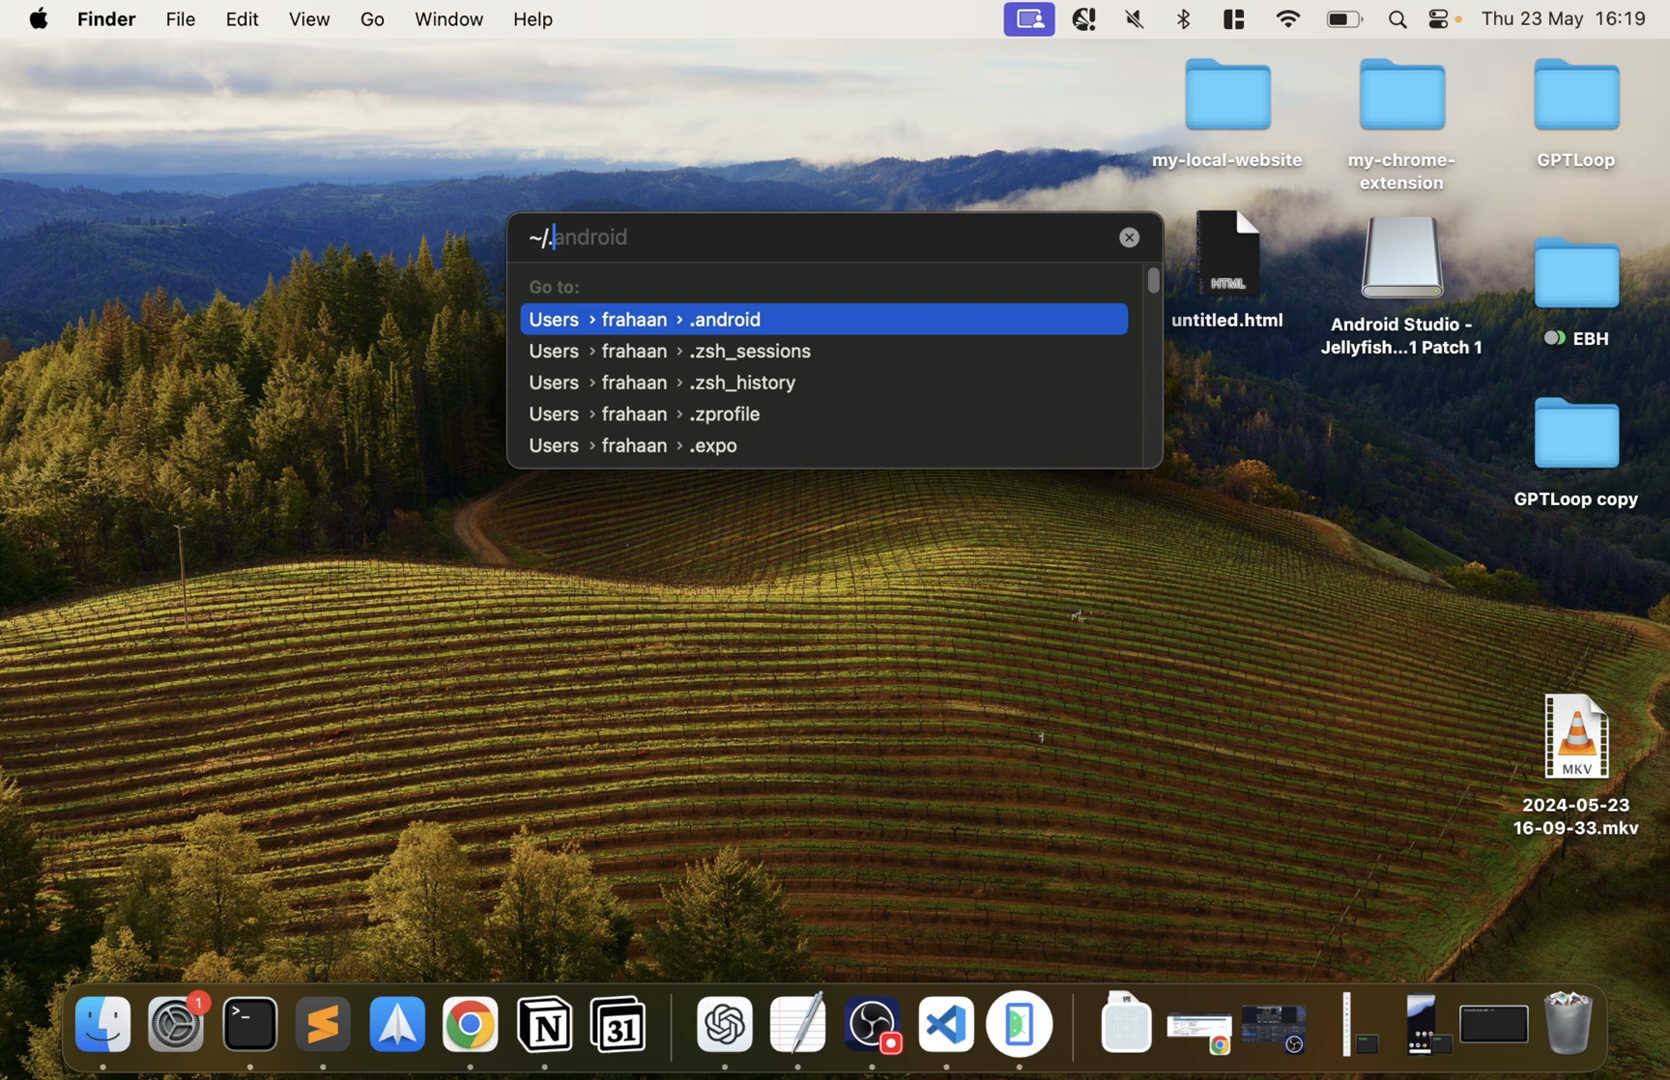 Finder File Edit View Go Window Help Thu 23 May 16:19
my-local-website
my-chrome-
extension
GPTLoop
~/.android
Go to:
Users › frahaan › .android
Users › frahaan › .zsh_sessions
Users › frahaan › .zsh_history
Users › frahaan › .zprofile
Users › frahaan › .expo
HTML
untitled.html
Android Studio -
Jellyfish...1 Patch 1
EBH
GPTLoop copy
MKV
2024-05-23
16-09-33.mkv
1
>_
N
31